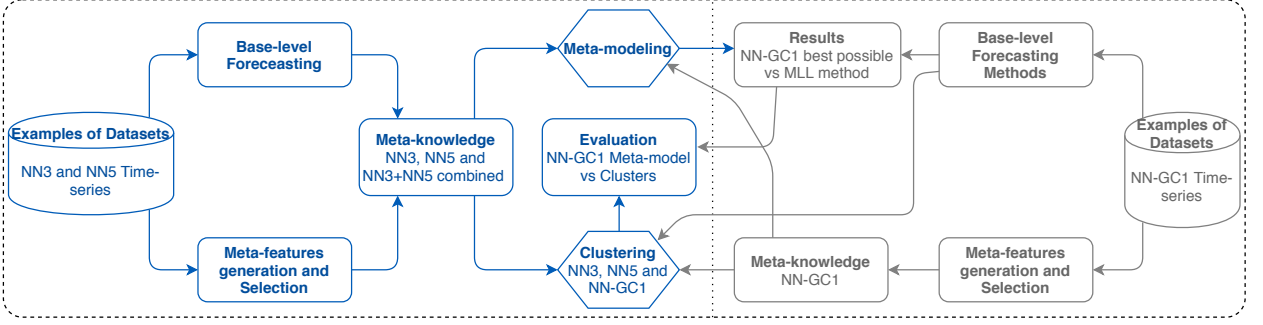 Base-level
Foreceasting
Meta-modeling
Results
NN-GC1 best possible
vs MLL method
Base-level
Forecasting
Methods
Examples of Datasets
NN3 and NN5 Time-
series
Meta-knowledge
NN3, NN5 and
NN3+NN5 combined
Evaluation
NN-GC1 Meta-model
vs Clusters
Examples of
Datasets
NN-GC1 Time-
series
Meta-features
generation and
Selection
Clustering
NN3, NN5 and
NN-GC1
Meta-knowledge
NN-GC1
Meta-features
generation and
Selection